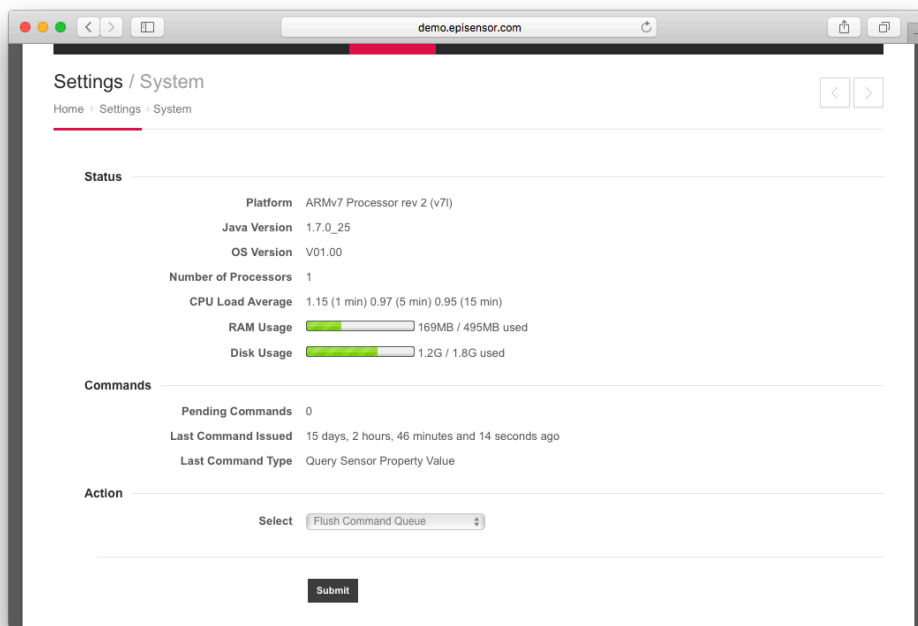 demo.episensor.com
Settings / System
Home > Settings > System
Status
Platform ARMv7 Processor rev 2 (v7l)
Java Version 1.7.0_25
OS Version V01.00
Number of Processors 1
CPU Load Average 1.15 (1 min) 0.97 (5 min) 0.95 (15 min)
RAM Usage 169MB / 495MB used
Disk Usage 1.2G / 1.8G used
Commands
Pending Commands 0
Last Command Issued 15 days, 2 hours, 46 minutes and 14 seconds ago
Last Command Type Query Sensor Property Value
Action
Select Flush Command Queue
Submit